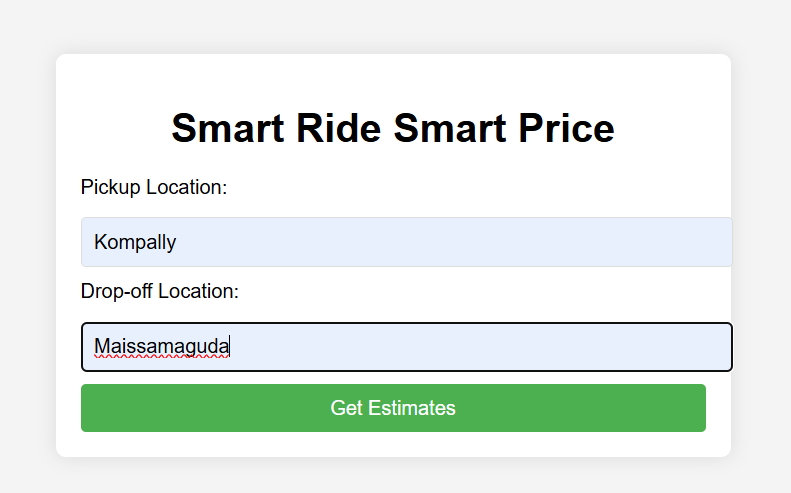 Smart Ride Smart Price
Pickup Location:
Kompally
Drop-off Location:
Maissamaguda
Get Estimates